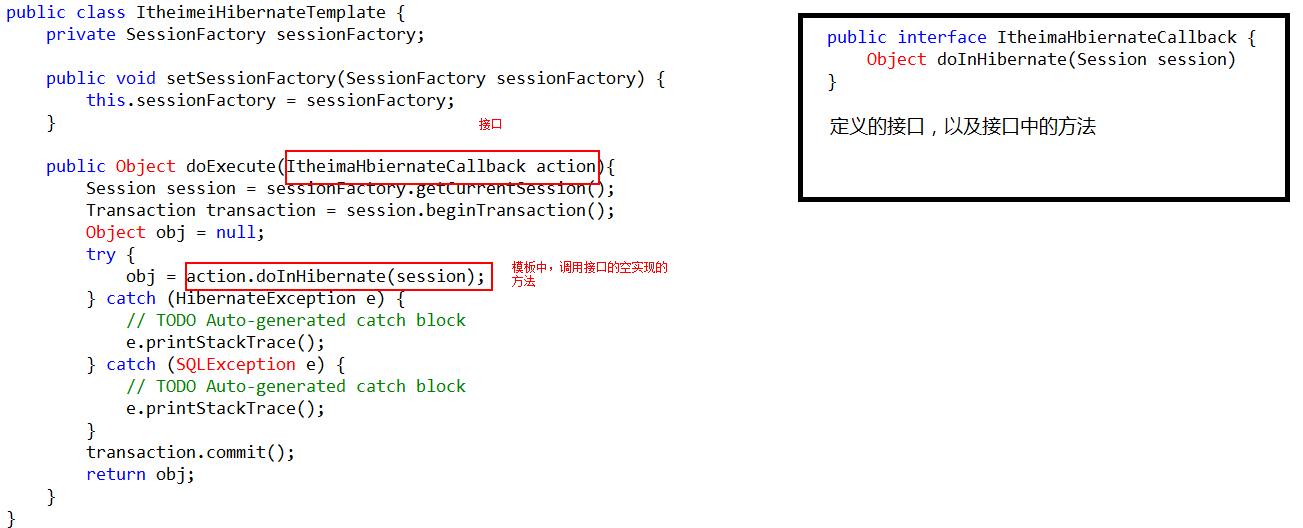 public class ItheimeiHibernateTemplate {
    private SessionFactory sessionFactory;

    public void setSessionFactory(SessionFactory sessionFactory) {
        this.sessionFactory = sessionFactory;
    }
接口
    public Object doExecute(ItheimaHbiernateCallback action){
        Session session = sessionFactory.getCurrentSession();
        Transaction transaction = session.beginTransaction();
        Object obj = null;
        try {
            obj = action.doInHibernate(session);
模板中，调用接口的空实现的
方法
        } catch (HibernateException e) {
            // TODO Auto-generated catch block
            e.printStackTrace();
        } catch (SQLException e) {
            // TODO Auto-generated catch block
            e.printStackTrace();
        }
        transaction.commit();
        return obj;
    }
}
public interface ItheimaHbiernateCallback {
    Object doInHibernate(Session session)
}
定义的接口，以及接口中的方法